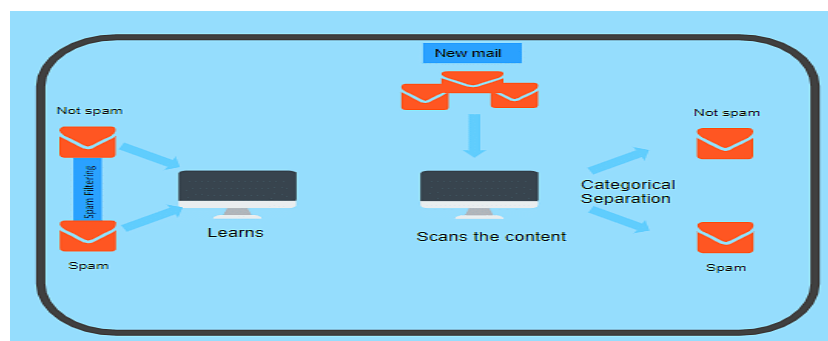 New mail
Not spam
Spam Filtering
Spam
Learns
Scans the content
Categorical
Separation
Not spam
Spam